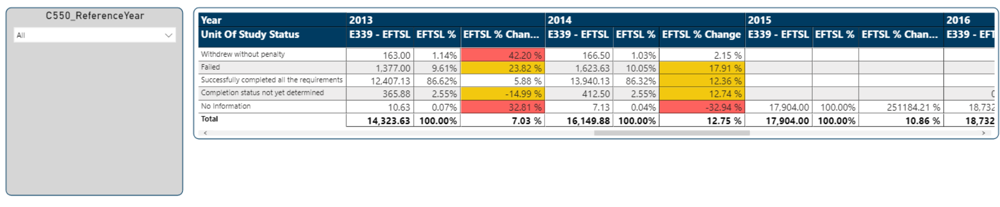 C550_ReferenceYear
All
Year 2013 2014 2015 2016
Unit Of Study Status E339 - EFTSL EFTSL % EFTSL % Chan... E339 - EFTSL EFTSL % EFTSL % Change E339 - EFTSL EFTSL % EFTSL % Chan... E339 - EFT
Withdrew without penalty 163.00 1.14% 42.20 % 166.50 1.03% 2.15 %
Failed 1,377.00 9.61% 23.82 % 1,623.63 10.05% 17.91 %
Successfully completed all the requirements 12,407.13 86.62% 5.88 % 13,940.13 86.32% 12.36 %
Completion status not yet determined 365.88 2.55% -14.99 % 412.50 2.55% 12.74 %
No Information 10.63 0.07% 32.81 % 7.13 0.04% -32.94 % 17,904.00 100.00% 251184.21 % 18,732
Total 14,323.63 100.00% 7.03 % 16,149.88 100.00% 12.75 % 17,904.00 100.00% 10.86 % 18,732